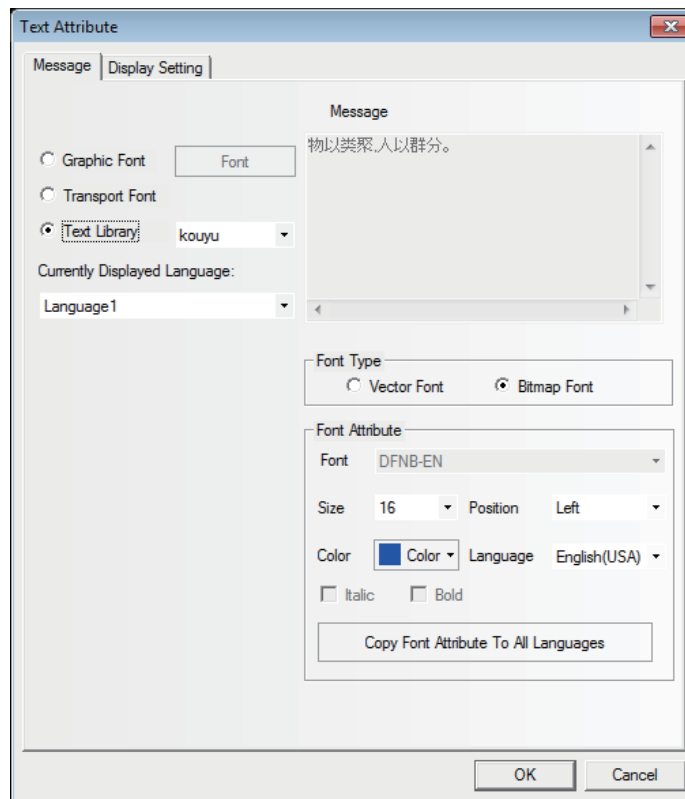 Text Attribute
Message
Display Setting
Message
Graphic Font
Font
物以类聚,人以群分。
Transport Font
Text Library
kouyu
Currently Displayed Language:
Language1
Font Type
Vector Font
Bitmap Font
Font Attribute
Font
DFNB-EN
Size
16
Position
Left
Color
Color
Language
English(USA)
Italic
Bold
Copy Font Attribute To All Languages
OK
Cancel